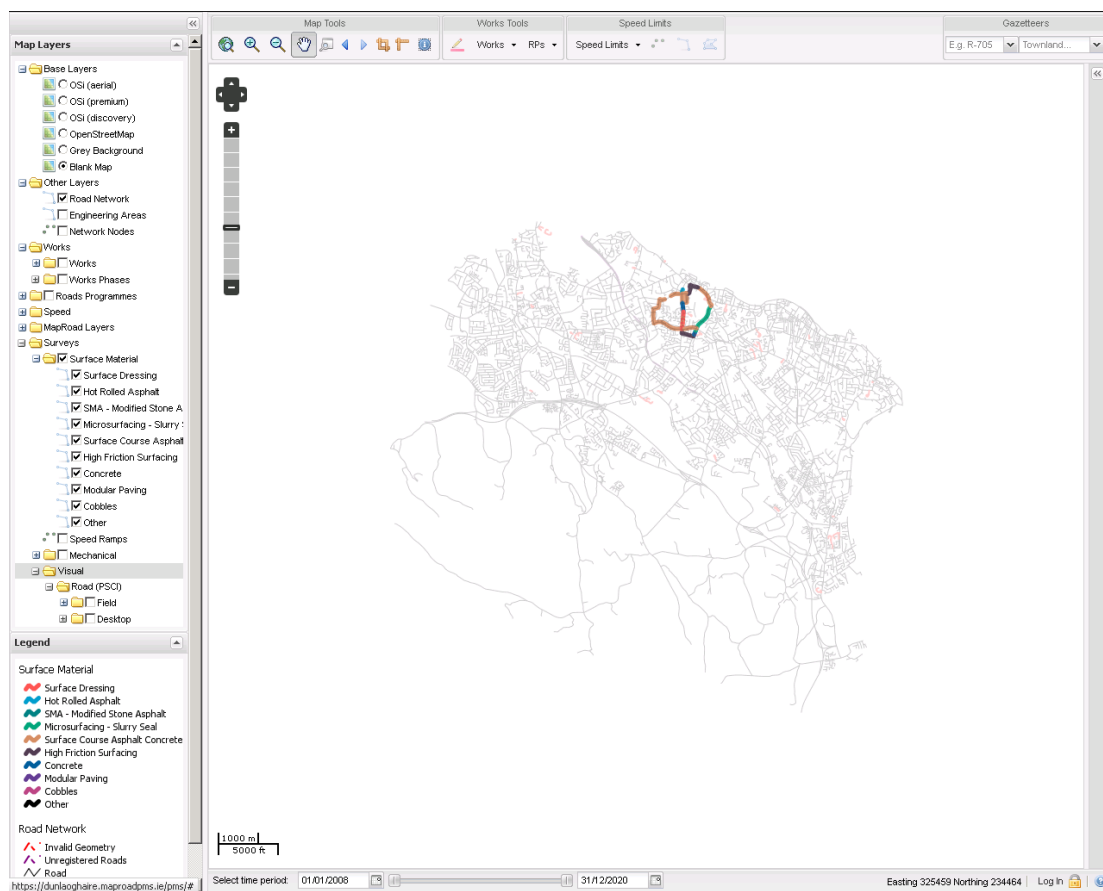 Map Tools
Works Tools
Speed Limits
Gazetteers
Works
RPs
Speed Limits
E.g. R-705
Townland...
Map Layers
Base Layers
OSi (aerial)
OSi (premium)
OSi (discovery)
OpenStreetMap
Grey Background
Blank Map
Other Layers
Road Network
Engineering Areas
Network Nodes
Works
Works
Works Phases
Roads Programmes
Speed
MapRoad Layers
Surveys
Surface Material
Surface Dressing
Hot Rolled Asphalt
SMA - Modified Stone A
Microsurfacing - Slurry
Surface Course Asphalt
High Friction Surfacing
Concrete
Modular Paving
Cobbles
Other
Speed Ramps
Mechanical
Visual
Road (PSCI)
Field
Desktop
Legend
Surface Material
Surface Dressing
Hot Rolled Asphalt
SMA - Modified Stone Asphalt
Microsurfacing - Slurry Seal
Surface Course Asphalt Concrete
High Friction Surfacing
Concrete
Modular Paving
Cobbles
Other
Road Network
Invalid Geometry
Unregistered Roads
Road
https://dunlaoghaire.maproadpms.ie/pms/#
1000 m
5000 ft
Select time period: 01/01/2008 31/12/2020 Easting 325459 Northing 234464 Log In